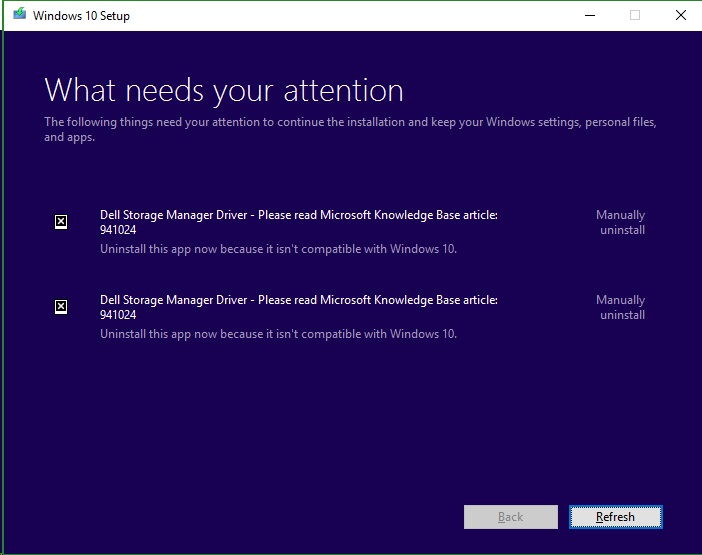 Windows 10 Setup
What needs your attention
The following things need your attention to continue the installation and keep your Windows settings, personal files,
and apps.
Dell Storage Manager Driver - Please read Microsoft Knowledge Base article: Manually
941024 uninstall
Uninstall this app now because it isn't compatible with Windows 10.
Dell Storage Manager Driver - Please read Microsoft Knowledge Base article: Manually
941024 uninstall
Uninstall this app now because it isn't compatible with Windows 10.
Back Refresh